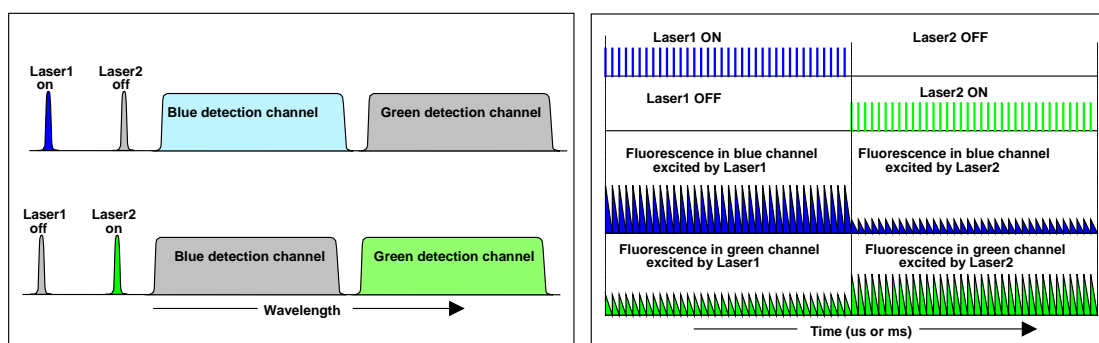 Laser1
on
Laser2
off
Blue detection channel
Green detection channel
Laser1
off
Laser2
on
Blue detection channel
Green detection channel
Wavelength
Laser1 ON
Laser2 OFF
Laser1 OFF
Laser2 ON
Fluorescence in blue channel
excited by Laser1
Fluorescence in blue channel
excited by Laser2
Fluorescence in green channel
excited by Laser1
Fluorescence in green channel
excited by Laser2
Time (us or ms)